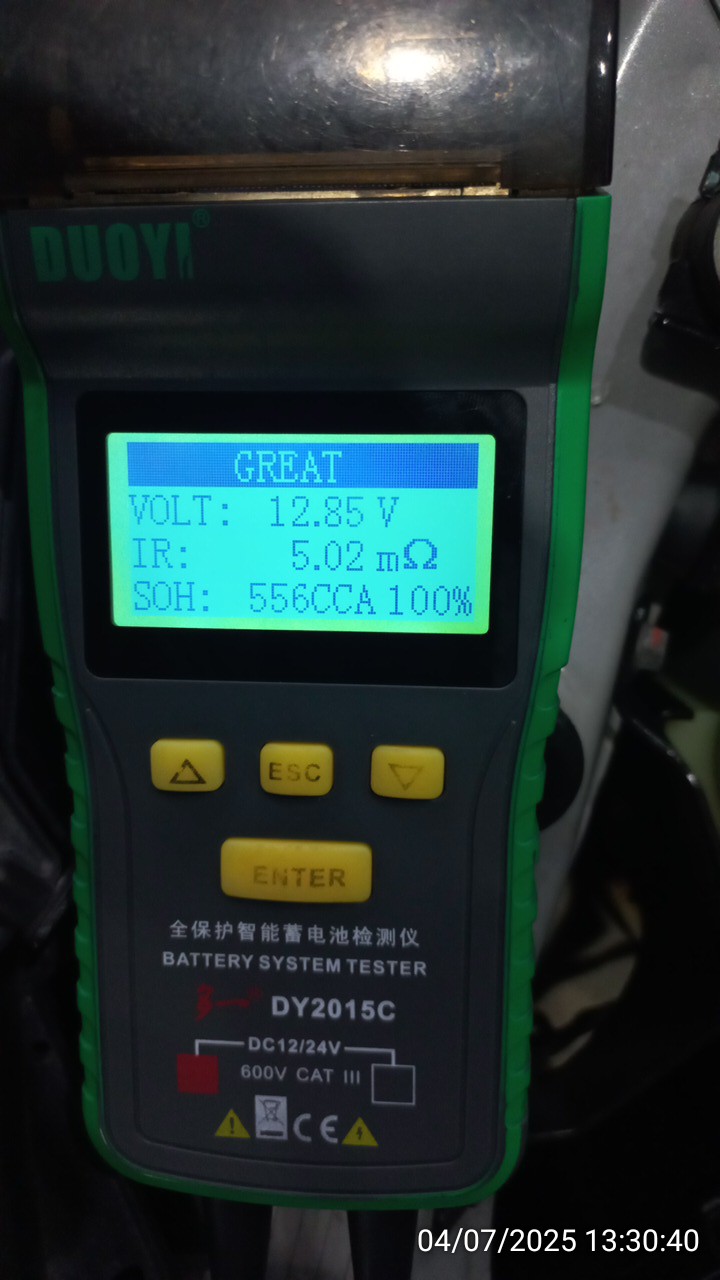 DUOYI®
GREAT
VOLT: 12.85 V
IR: 5.02 mΩ
SOH: 556CCA 100%
ESC
ENTER
全保护智能蓄电池检测仪
BATTERY SYSTEM TESTER
DY2015C
DC12/24V
600V CAT III
CE
04/07/2025 13:30:40